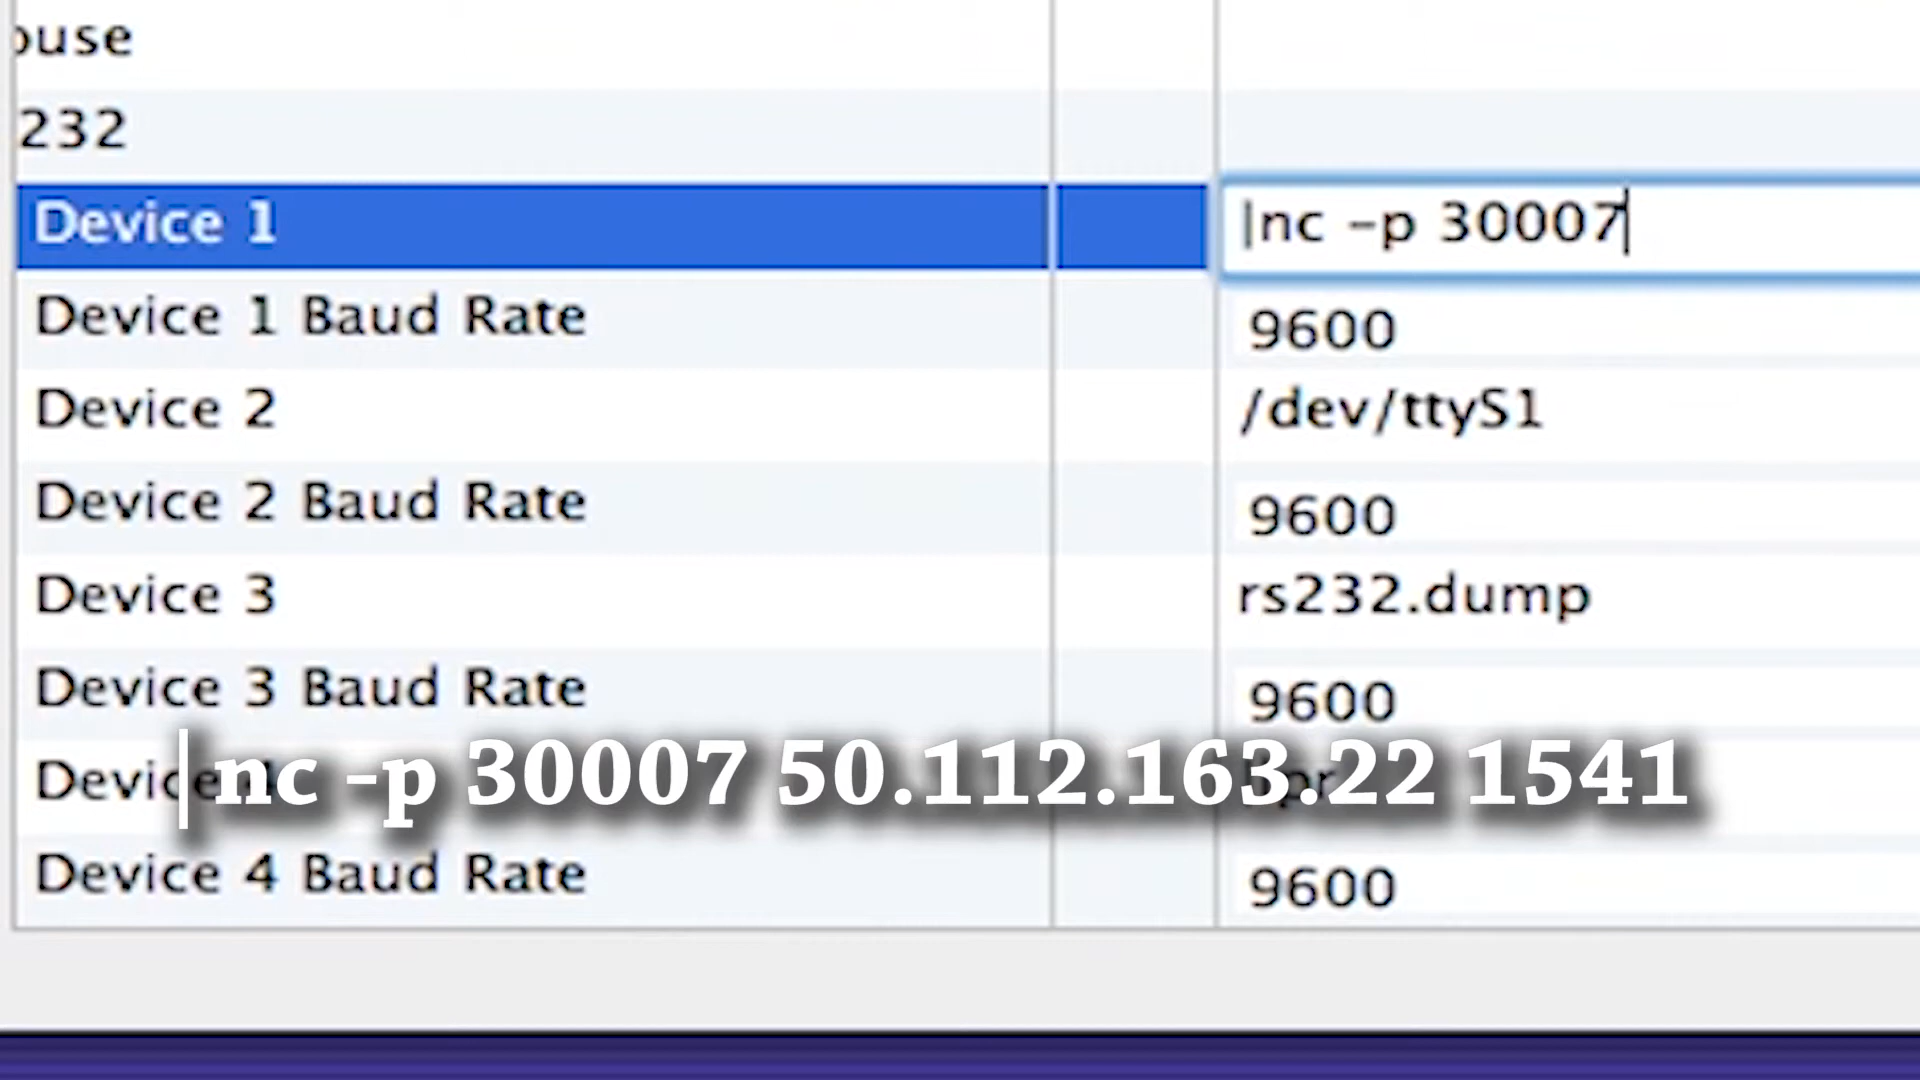 ouse
232
Device 1 |nc -p 30007
Device 1 Baud Rate 9600
Device 2 /dev/ttyS1
Device 2 Baud Rate 9600
Device 3 rs232.dump
Device 3 Baud Rate 9600
|nc -p 30007 50.112.163.22 1541
Device 4 Baud Rate 9600